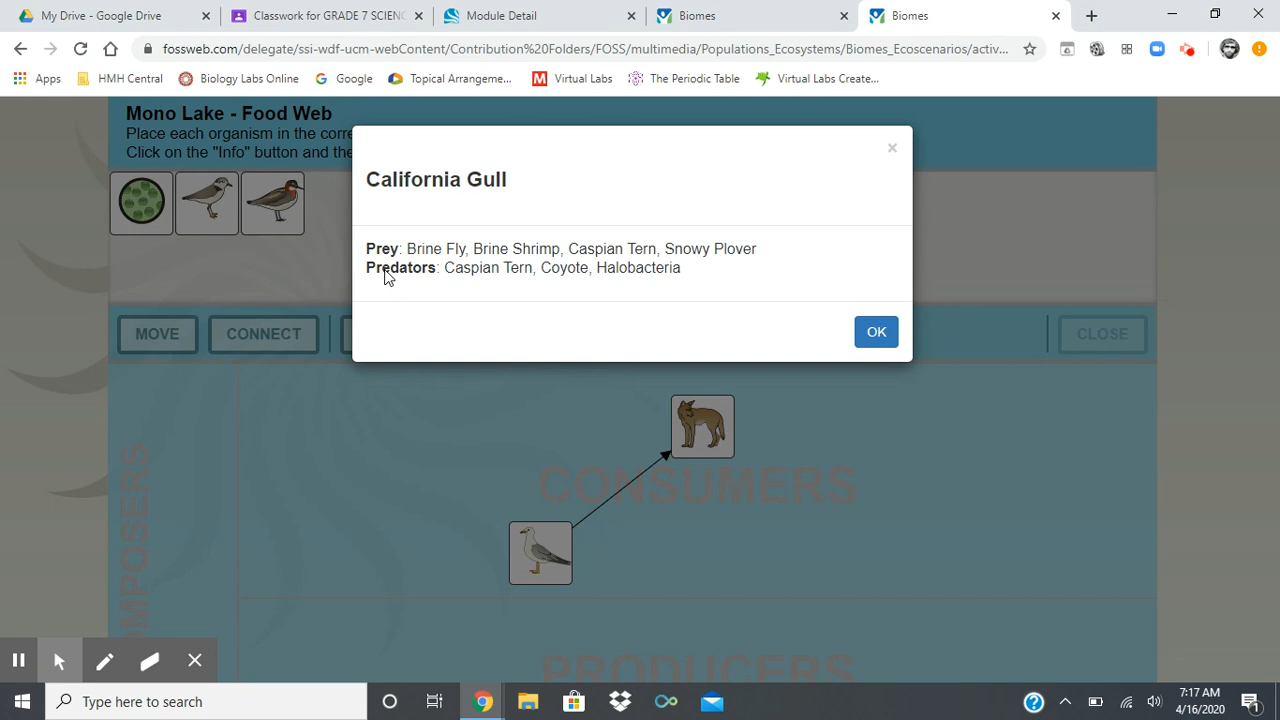 My Drive - Google Drive
Classwork for GRADE 7 SCIENC
Module Detail
Biomes
Biomes
fossweb.com/delegate/ssi-wdf-ucm-webContent/Contribution%20Folders/FOSS/multimedia/Populations_Ecosystems/Biomes_Ecoscenarios/activ...
Apps
HMH Central
Biology Labs Online
Google
Topical Arrangeme...
Virtual Labs
The Periodic Table
Virtual Labs Create...
Mono Lake - Food Web
Place each organism in the corre
Click on the "Info" button and the
California Gull
Prey: Brine Fly, Brine Shrimp, Caspian Tern, Snowy Plover
Predators: Caspian Tern, Coyote, Halobacteria
OK
MOVE
CONNECT
CLOSE
CONSUMERS
OMPOSERS
PRODUCERS
Type here to search
7:17 AM
4/16/2020
1